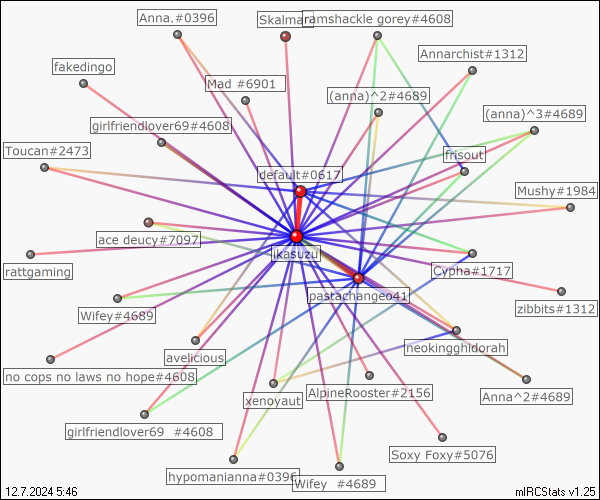 Anna.#0396
Skalman
ramshackle gorey#4608
Annarchist#1312
fakedingo
Mad #6901
(anna)^2#4689
(anna)^3#4689
girlfriendlover69#4608
Toucan#2473
frisout
default#0617
Mushy#1984
ace deucy#7097
ikasuzu
rattgaming
Cypha#1717
pastachangeo41
zibbits#1312
Wifey#4689
neokingghidorah
avelicious
no cops no laws no hope#4608
xenoyaut
AlpineRooster#2156
Anna^2#4689
girlfriendlover69 #4608
Soxy Foxy#5076
hypomanianna#0396
Wifey #4689
12.7.2024 5:46
mIRCStats v1.25